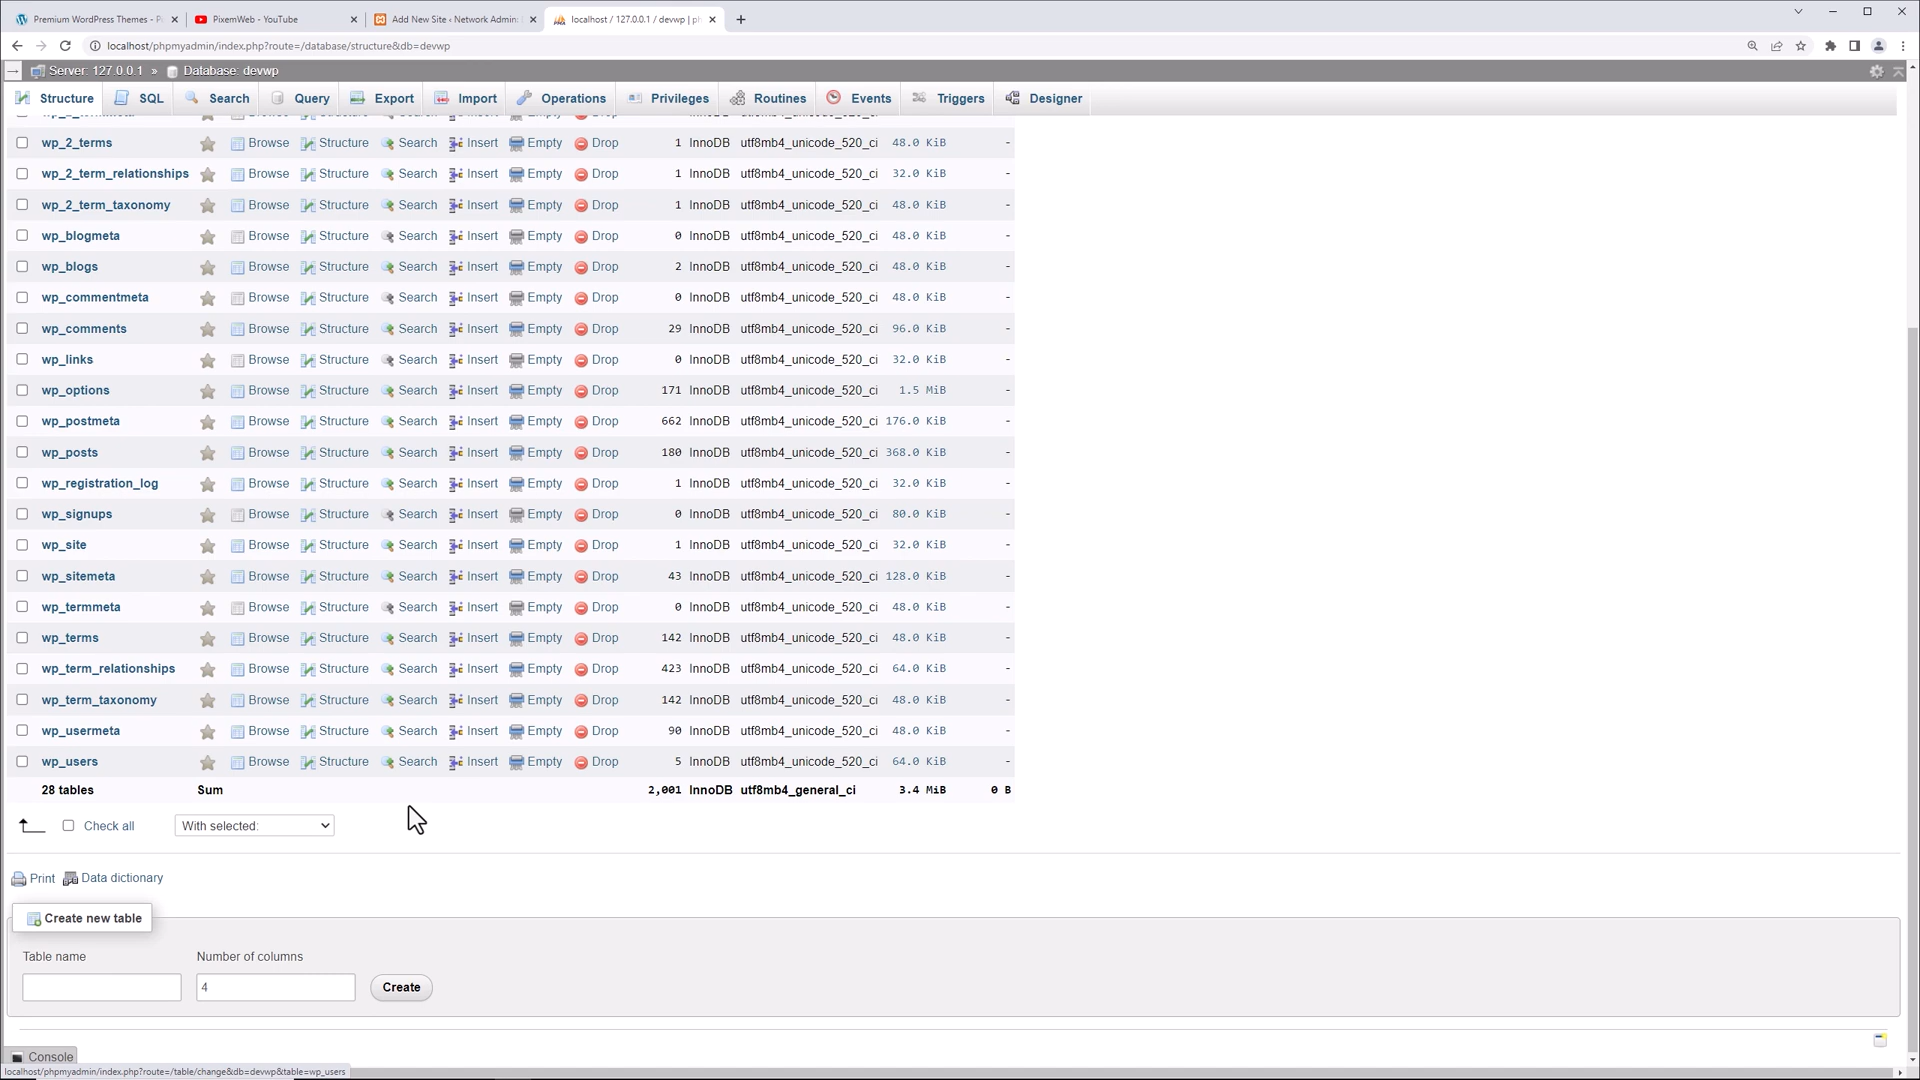 Premium WordPress Themes - P
PixemWeb - YouTube
Add New Site ‹ Network Admin:
localhost / 127.0.0.1 / devwp | ph
localhost/phpmyadmin/index.php?route=/database/structure&db=devwp
Server: 127.0.0.1 » Database: devwp
Structure SQL Search Query Export Import Operations Privileges Routines Events Triggers Designer
wp_2_terms Browse Structure Search Insert Empty Drop 1 InnoDB utf8mb4_unicode_520_ci 48.0 KiB -
wp_2_term_relationships Browse Structure Search Insert Empty Drop 1 InnoDB utf8mb4_unicode_520_ci 32.0 KiB -
wp_2_term_taxonomy Browse Structure Search Insert Empty Drop 1 InnoDB utf8mb4_unicode_520_ci 48.0 KiB -
wp_blogmeta Browse Structure Search Insert Empty Drop 0 InnoDB utf8mb4_unicode_520_ci 48.0 KiB -
wp_blogs Browse Structure Search Insert Empty Drop 2 InnoDB utf8mb4_unicode_520_ci 48.0 KiB -
wp_commentmeta Browse Structure Search Insert Empty Drop 0 InnoDB utf8mb4_unicode_520_ci 48.0 KiB -
wp_comments Browse Structure Search Insert Empty Drop 29 InnoDB utf8mb4_unicode_520_ci 96.0 KiB -
wp_links Browse Structure Search Insert Empty Drop 0 InnoDB utf8mb4_unicode_520_ci 32.0 KiB -
wp_options Browse Structure Search Insert Empty Drop 171 InnoDB utf8mb4_unicode_520_ci 1.5 MiB -
wp_postmeta Browse Structure Search Insert Empty Drop 662 InnoDB utf8mb4_unicode_520_ci 176.0 KiB -
wp_posts Browse Structure Search Insert Empty Drop 180 InnoDB utf8mb4_unicode_520_ci 368.0 KiB -
wp_registration_log Browse Structure Search Insert Empty Drop 1 InnoDB utf8mb4_unicode_520_ci 32.0 KiB -
wp_signups Browse Structure Search Insert Empty Drop 0 InnoDB utf8mb4_unicode_520_ci 80.0 KiB -
wp_site Browse Structure Search Insert Empty Drop 1 InnoDB utf8mb4_unicode_520_ci 32.0 KiB -
wp_sitemeta Browse Structure Search Insert Empty Drop 43 InnoDB utf8mb4_unicode_520_ci 128.0 KiB -
wp_termmeta Browse Structure Search Insert Empty Drop 0 InnoDB utf8mb4_unicode_520_ci 48.0 KiB -
wp_terms Browse Structure Search Insert Empty Drop 142 InnoDB utf8mb4_unicode_520_ci 48.0 KiB -
wp_term_relationships Browse Structure Search Insert Empty Drop 423 InnoDB utf8mb4_unicode_520_ci 64.0 KiB -
wp_term_taxonomy Browse Structure Search Insert Empty Drop 142 InnoDB utf8mb4_unicode_520_ci 48.0 KiB -
wp_usermeta Browse Structure Search Insert Empty Drop 90 InnoDB utf8mb4_unicode_520_ci 48.0 KiB -
wp_users Browse Structure Search Insert Empty Drop 5 InnoDB utf8mb4_unicode_520_ci 64.0 KiB -
28 tables Sum 2,001 InnoDB utf8mb4_general_ci 3.4 MiB 0 B
Check all With selected:
Print Data dictionary
Create new table
Table name Number of columns
4 Create
Console
localhost/phpmyadmin/index.php?route=/table/change&db=devwp&table=wp_users